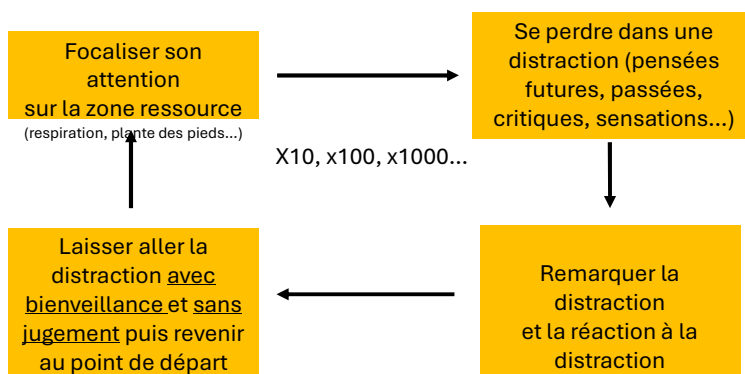 Focaliser son
attention
sur la zone ressource
(respiration, plante des pieds...)
Se perdre dans une
distraction (pensées
futures, passées,
critiques, sensations...)
X10, x100, x1000...
Laisser aller la
distraction avec
bienveillance et sans
jugement puis revenir
au point de départ
Remarquer la
distraction
et la réaction à la
distraction